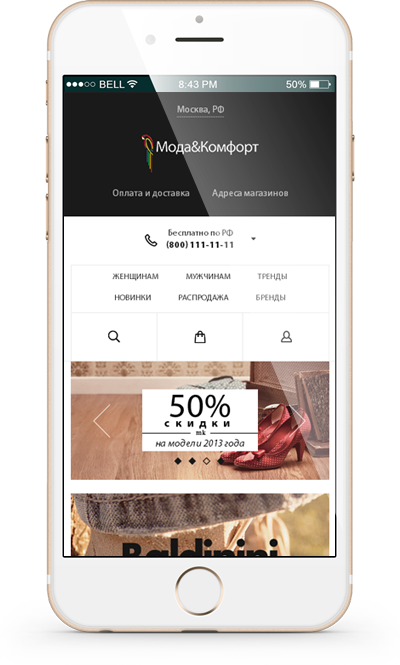 BELL 8:43 PM 50%
Москва, РФ
Мода&Комфорт
Оплата и доставка Адреса магазинов
Бесплатно по РФ
(800) 111-11-11
ЖЕНЩИНАМ МУЖЧИНАМ ТРЕНДЫ
НОВИНКИ РАСПРОДАЖА БРЕНДЫ
50%
скидки
mk
на модели 2013 года
Baldinini